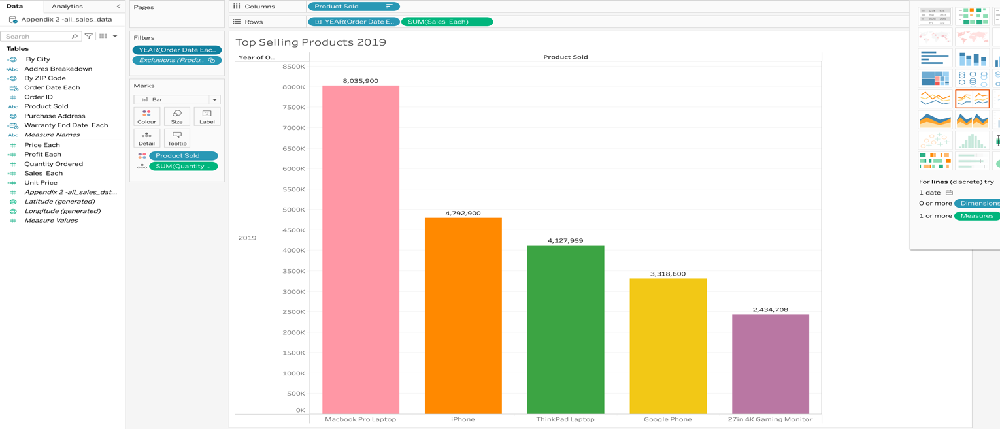 Data
Analytics
Appendix 2 -all_sales_data
Search
Tables
By City
Abc Addres Breakedown
By ZIP Code
Order Date Each
Order ID
Abc Product Sold
Purchase Address
Warranty End Date Each
Abc Measure Names
Price Each
Profit Each
Quantity Ordered
Sales Each
Unit Price
Appendix 2 -all_sales_dat...
Latitude (generated)
Longitude (generated)
Measure Values
Pages
Filters
YEAR(Order Date Eac..
Exclusions (Produ..
Marks
Bar
Colour
Size
Label
Detail
Tooltip
Product Sold
SUM(Quantity ..
Columns
Product Sold
Rows
YEAR(Order Date E..
SUM(Sales Each)
Top Selling Products 2019
Year of O..
Product Sold
8500K
8000K
7500K
7000K
6500K
6000K
5500K
5000K
4500K
4000K
3500K
3000K
2500K
2000K
1500K
1000K
500K
0K
2019
8,035,900
4,792,900
4,127,959
3,318,600
2,434,708
Macbook Pro Laptop
iPhone
ThinkPad Laptop
Google Phone
27in 4K Gaming Monitor
For lines (discrete) try
1 date
0 or more Dimensions
1 or more Measures